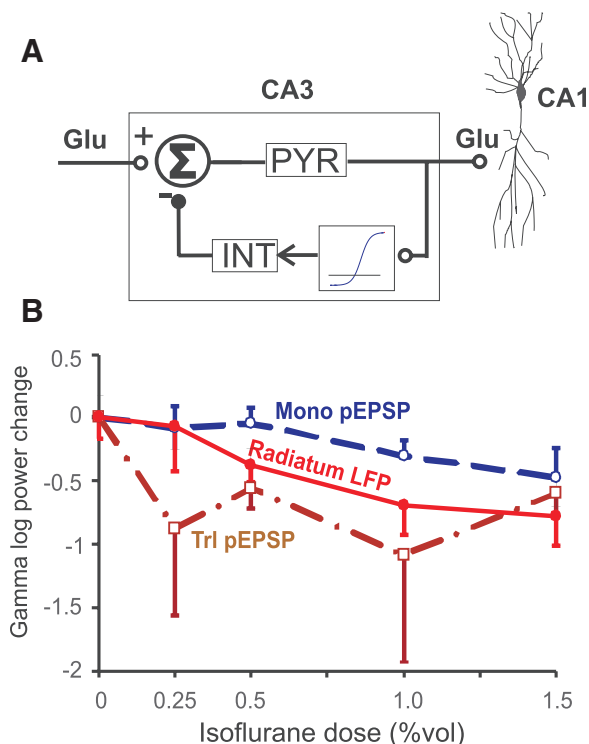 A
CA3
CA1
Glu
+
Σ
PYR
Glu
−
INT
B
0.5
0
-0.5
-1
-1.5
-2
Gamma log power change
Mono pEPSP
Radiatum LFP
TrI pEPSP
0 0.25 0.5 1.0 1.5
Isoflurane dose (%vol)